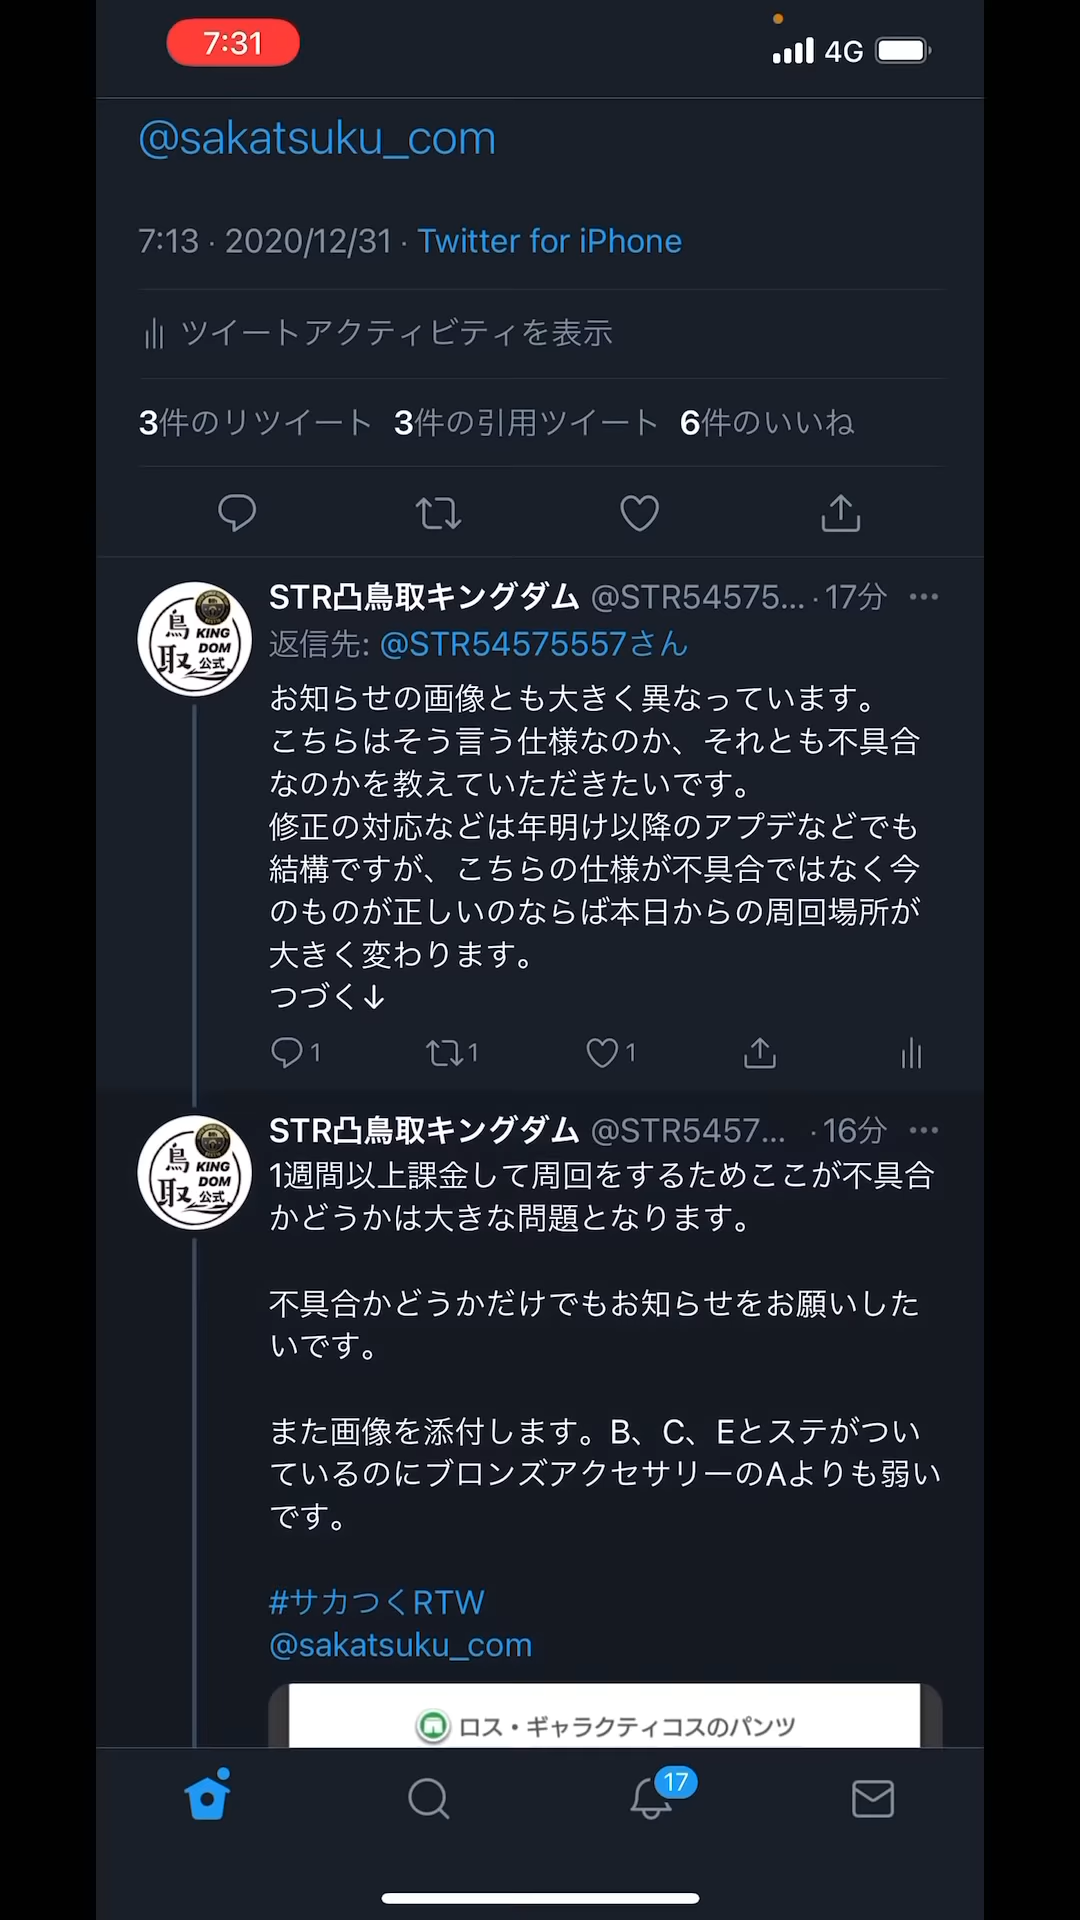 7:31
4G
@sakatsuku_com
7:13 · 2020/12/31 · Twitter for iPhone
ツイートアクティビティを表示
3件のリツイート 3件の引用ツイート 6件のいいね
STR凸鳥取キングダム @STR54575... · 17分
鳥取 KING DOM 公式
返信先: @STR54575557さん
お知らせの画像とも大きく異なっています。
こちらはそう言う仕様なのか、それとも不具合
なのかを教えていただきたいです。
修正の対応などは年明け以降のアプデなどでも
結構ですが、こちらの仕様が不具合ではなく今
のものが正しいのならば本日からの周回場所が
大きく変わります。
つづく↓
1 1 1
STR凸鳥取キングダム @STR5457... · 16分
鳥取 KING DOM 公式
1週間以上課金して周回をするためここが不具合
かどうかは大きな問題となります。
不具合かどうかだけでもお知らせをお願いした
いです。
また画像を添付します。B、C、Eとステがつい
ているのにブロンズアクセサリーのAよりも弱い
です。
#サカつくRTW
@sakatsuku_com
ロス・ギャラクティコスのパンツ
17